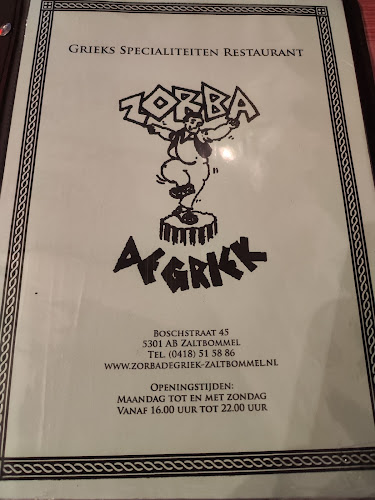 Grieks Specialiteiten Restaurant
ZORBA
DE GRIEK
Boschstraat 45
5301 AB Zaltbommel
Tel. (0418) 51 58 86
www.zorbadegriek-zaltbommel.nl
Openingstijden:
Maandag tot en met zondag
Vanaf 16.00 uur tot 22.00 uur